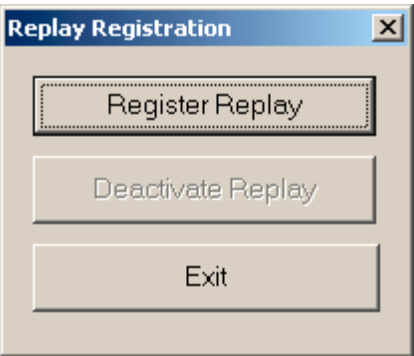 Replay Registration
Register Replay
Deactivate Replay
Exit